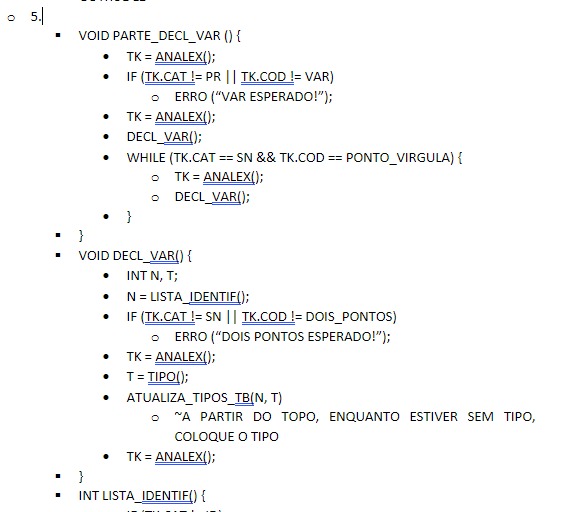 5.
VOID PARTE_DECL_VAR () {
TK = ANALEX();
IF (TK.CAT != PR || TK.COD != VAR)
ERRO (“VAR ESPERADO!”);
TK = ANALEX();
DECL_VAR();
WHILE (TK.CAT == SN && TK.COD == PONTO_VIRGULA) {
TK = ANALEX();
DECL_VAR();
}
}
VOID DECL_VAR() {
INT N, T;
N = LISTA_IDENTIF();
IF (TK.CAT != SN || TK.COD != DOIS_PONTOS)
ERRO (“DOIS PONTOS ESPERADO!”);
TK = ANALEX();
T = TIPO();
ATUALIZA_TIPOS_TB(N, T)
~A PARTIR DO TOPO, ENQUANTO ESTIVER SEM TIPO,
COLOQUE O TIPO
TK = ANALEX();
}
INT LISTA_IDENTIF() {